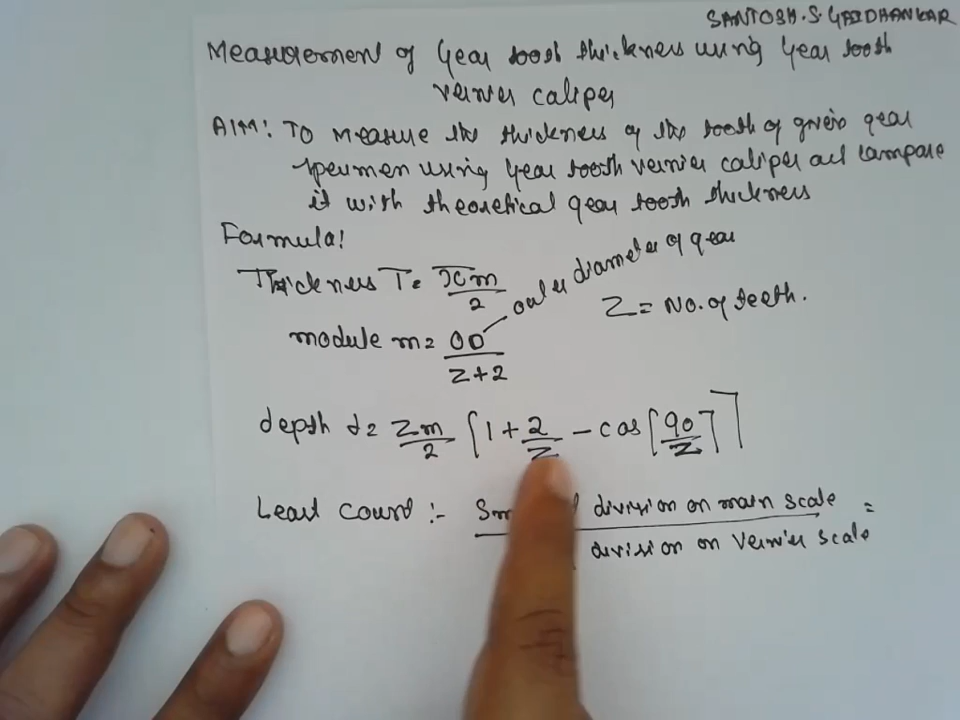 SANTOSH.S.GARDHANKAR
Measurement of Gear tooth thickness using Gear tooth
vernier caliper
AIM: To measure the thickness of the tooth of given gear
specimen using Gear tooth vernier caliper and compare
it with theoretical gear tooth thickness
Formula:
Thickness T = πm/2
outer diameter of gear
Z = No. of teeth.
module m = OD/Z+2
depth d = Zm/2 [1 + 2/Z - cos[90/Z]]
Least count :- division on main scale =
division on vernier scale